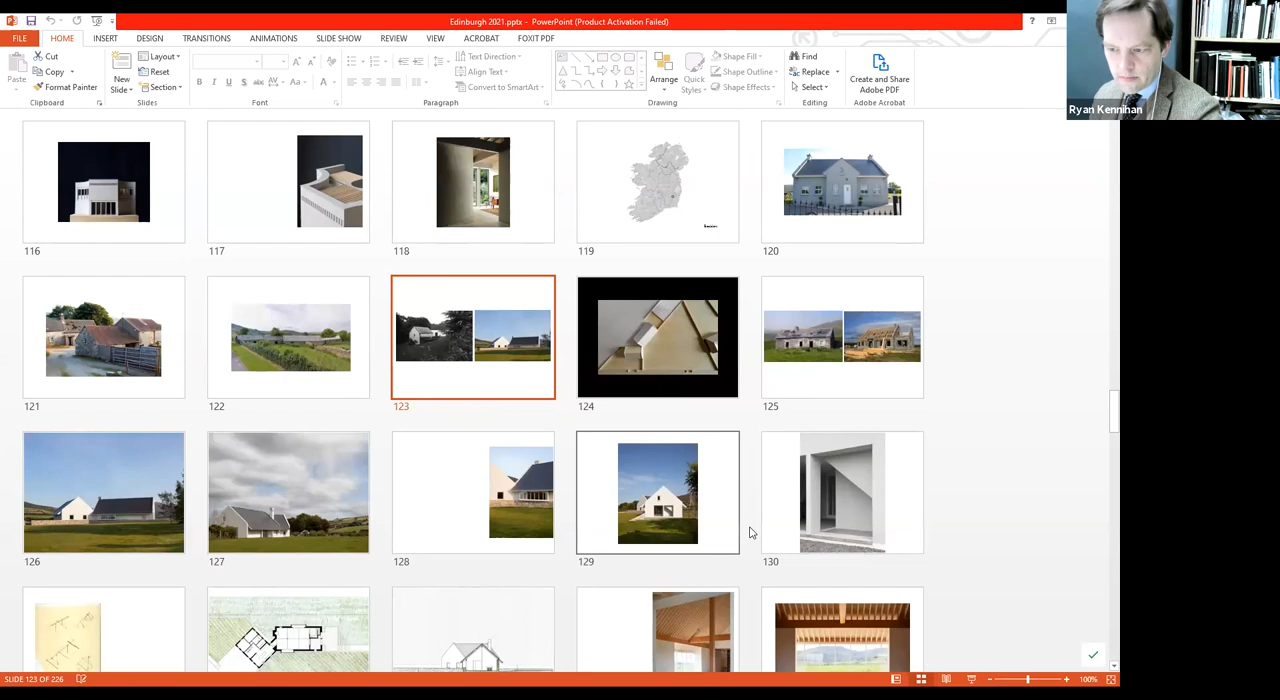 Edinburgh 2021.pptx - PowerPoint (Product Activation Failed)
?
FILE
HOME
INSERT
DESIGN
TRANSITIONS
ANIMATIONS
SLIDE SHOW
REVIEW
VIEW
ACROBAT
FOXIT PDF
Paste
Cut
Copy
Format Painter
Clipboard
New Slide
Layout
Reset
Section
Slides
B I U S abc AV Aa A
Font
Text Direction
Align Text
Convert to SmartArt
Paragraph
Arrange
Quick Styles
Shape Fill
Shape Outline
Shape Effects
Drawing
Find
Replace
Select
Editing
Create and Share Adobe PDF
Adobe Acrobat
Ryan Kennihan
116 117 118 119 120
121 122 123 124 125
126 127 128 129 130
SLIDE 123 OF 226
100%